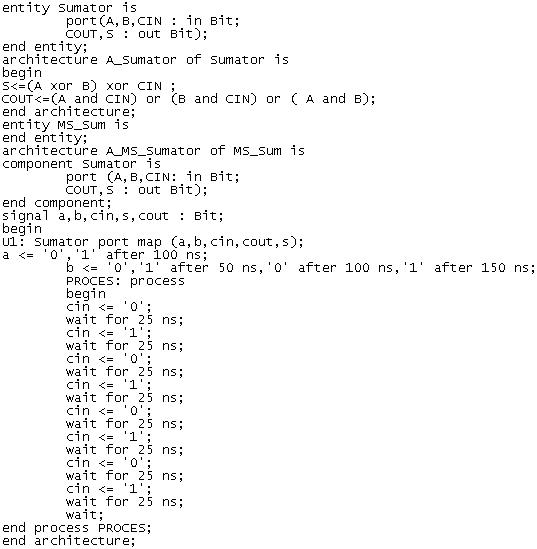 entity Sumator is
port(A,B,CIN : in Bit;
COUT,S : out Bit);
end entity;
architecture A_Sumator of Sumator is
begin
S<=(A xor B) xor CIN ;
COUT<=(A and CIN) or (B and CIN) or ( A and B);
end architecture;
entity MS_Sum is
end entity;
architecture A_MS_Sumator of MS_Sum is
component Sumator is
port (A,B,CIN: in Bit;
COUT,S : out Bit);
end component;
signal a,b,cin,s,cout : Bit;
begin
U1: Sumator port map (a,b,cin,cout,s);
a <= '0','1' after 100 ns;
b <= '0','1' after 50 ns,'0' after 100 ns,'1' after 150 ns;
PROCES: process
begin
cin <= '0';
wait for 25 ns;
cin <= '1';
wait for 25 ns;
cin <= '0';
wait for 25 ns;
cin <= '1';
wait for 25 ns;
cin <= '0';
wait for 25 ns;
cin <= '1';
wait for 25 ns;
cin <= '0';
wait for 25 ns;
cin <= '1';
wait for 25 ns;
wait;
end process PROCES;
end architecture;